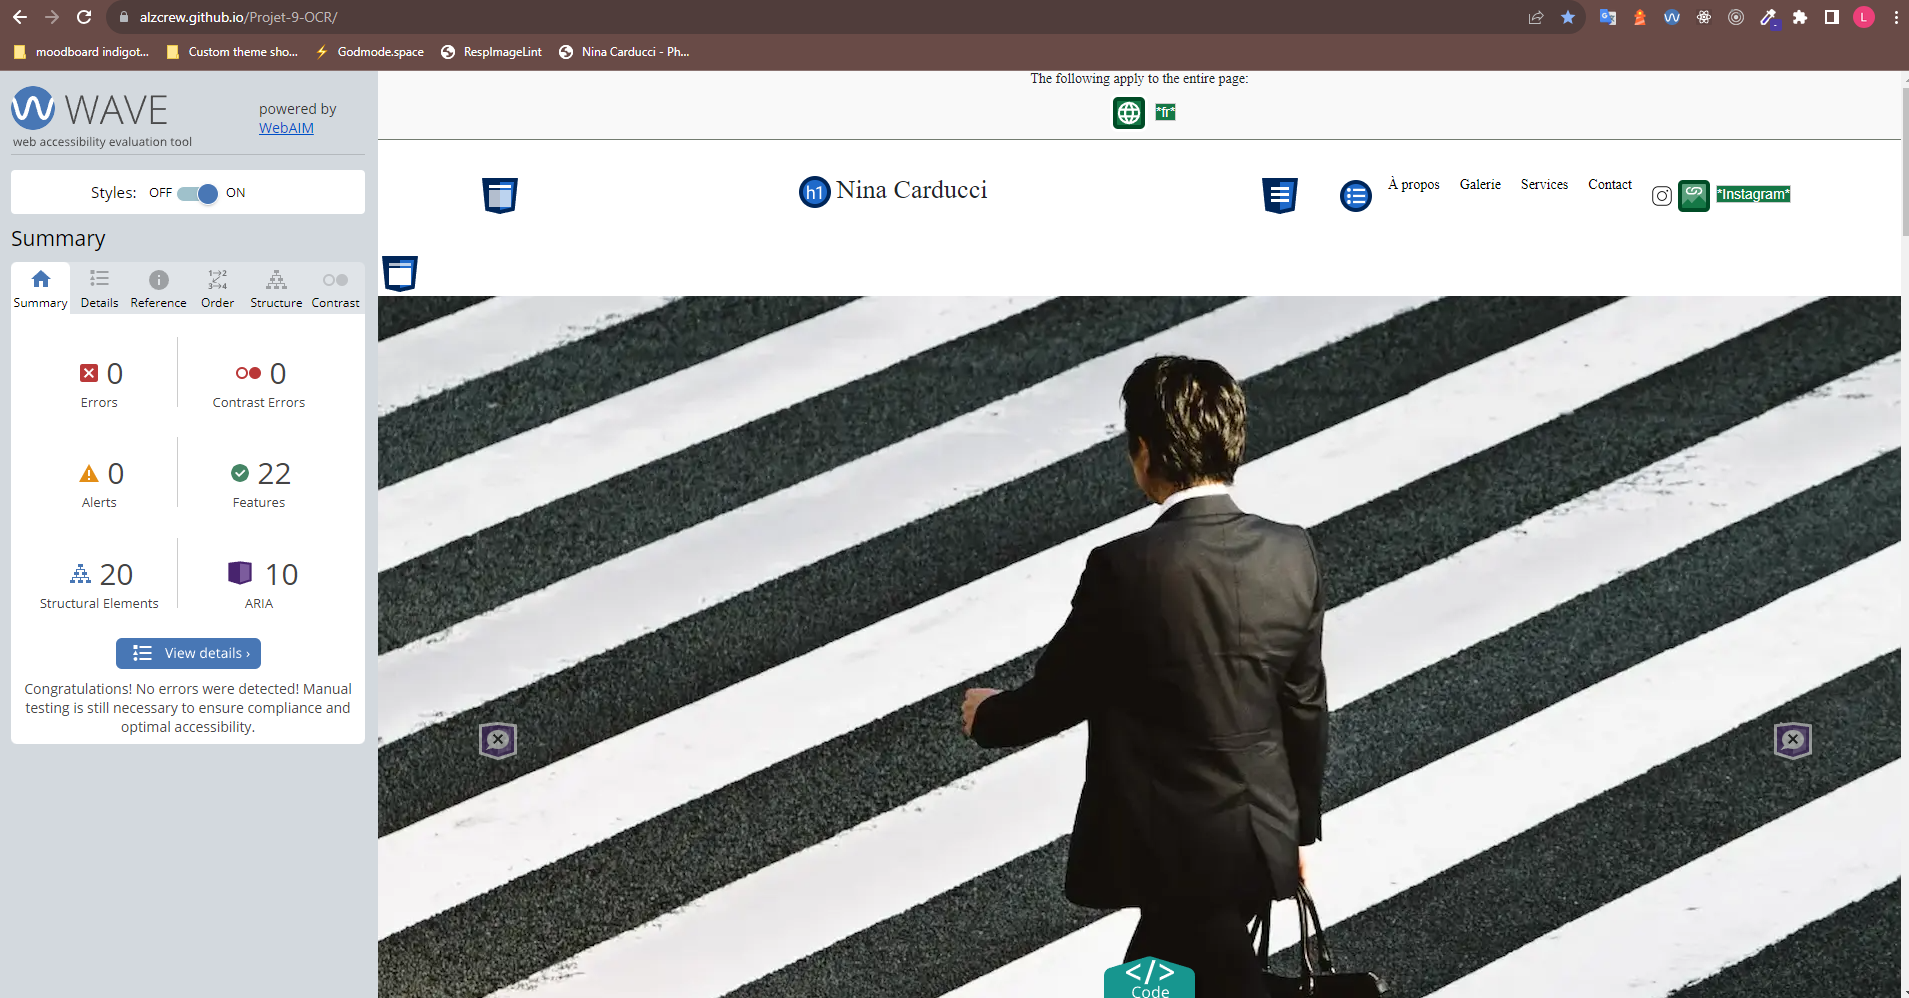 alzcrew.github.io/Projet-9-OCR/
L
moodboard indigot...
Custom theme sho...
Godmode.space
RespImageLint
Nina Carducci - Ph...
WAVE
powered by
WebAIM
web accessibility evaluation tool
Styles: OFF ON
Summary
Summary Details Reference Order Structure Contrast
0 0
Errors Contrast Errors
0 22
Alerts Features
20 10
Structural Elements ARIA
View details ›
Congratulations! No errors were detected! Manual
testing is still necessary to ensure compliance and
optimal accessibility.
The following apply to the entire page:
*fr*
h1 Nina Carducci
À propos Galerie Services Contact *Instagram*
</> 
Code